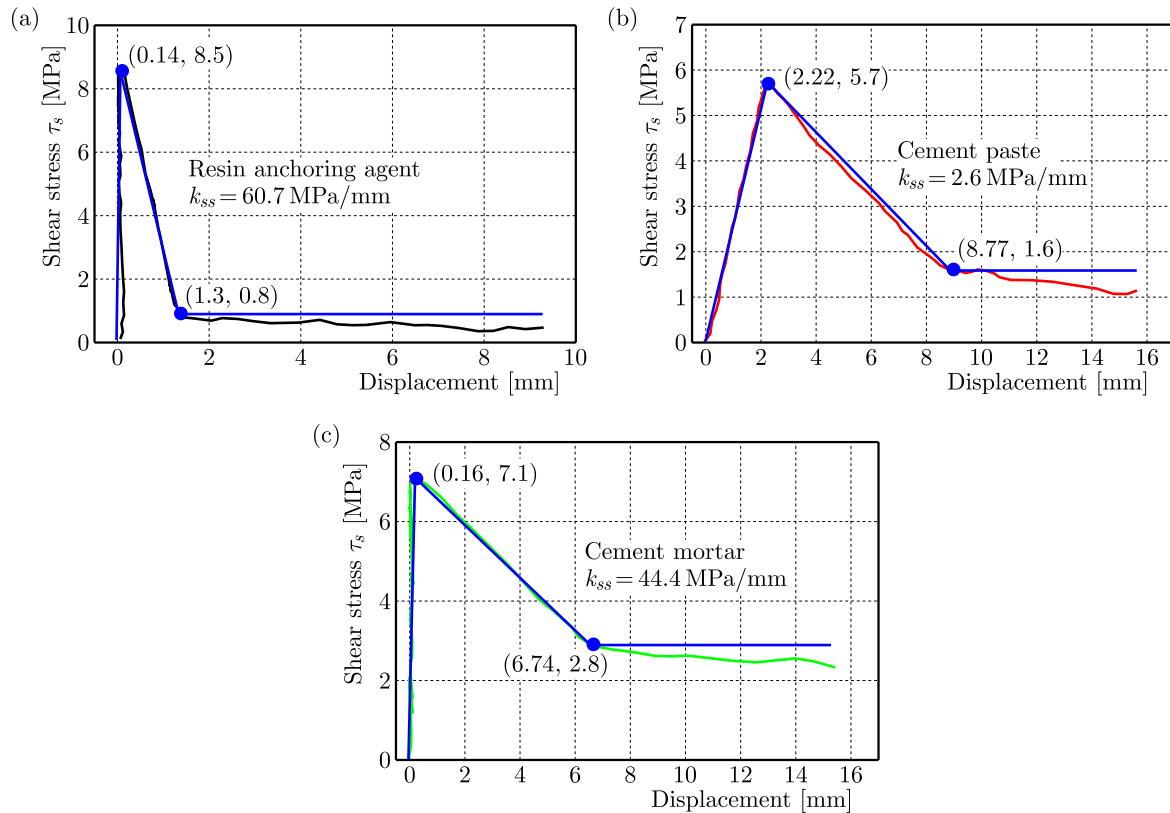 (a)
10
8
6
4
2
0
Shear stress τs [MPa]
(0.14, 8.5)
Resin anchoring agent
kss = 60.7 MPa/mm
(1.3, 0.8)
0 2 4 6 8 10
Displacement [mm]
(b)
7
6
5
4
3
2
1
0
Shear stress τs [MPa]
(2.22, 5.7)
Cement paste
kss = 2.6 MPa/mm
(8.77, 1.6)
0 2 4 6 8 10 12 14 16
Displacement [mm]
(c)
8
6
4
2
0
Shear stress τs [MPa]
(0.16, 7.1)
Cement mortar
kss = 44.4 MPa/mm
(6.74, 2.8)
0 2 4 6 8 10 12 14 16
Displacement [mm]